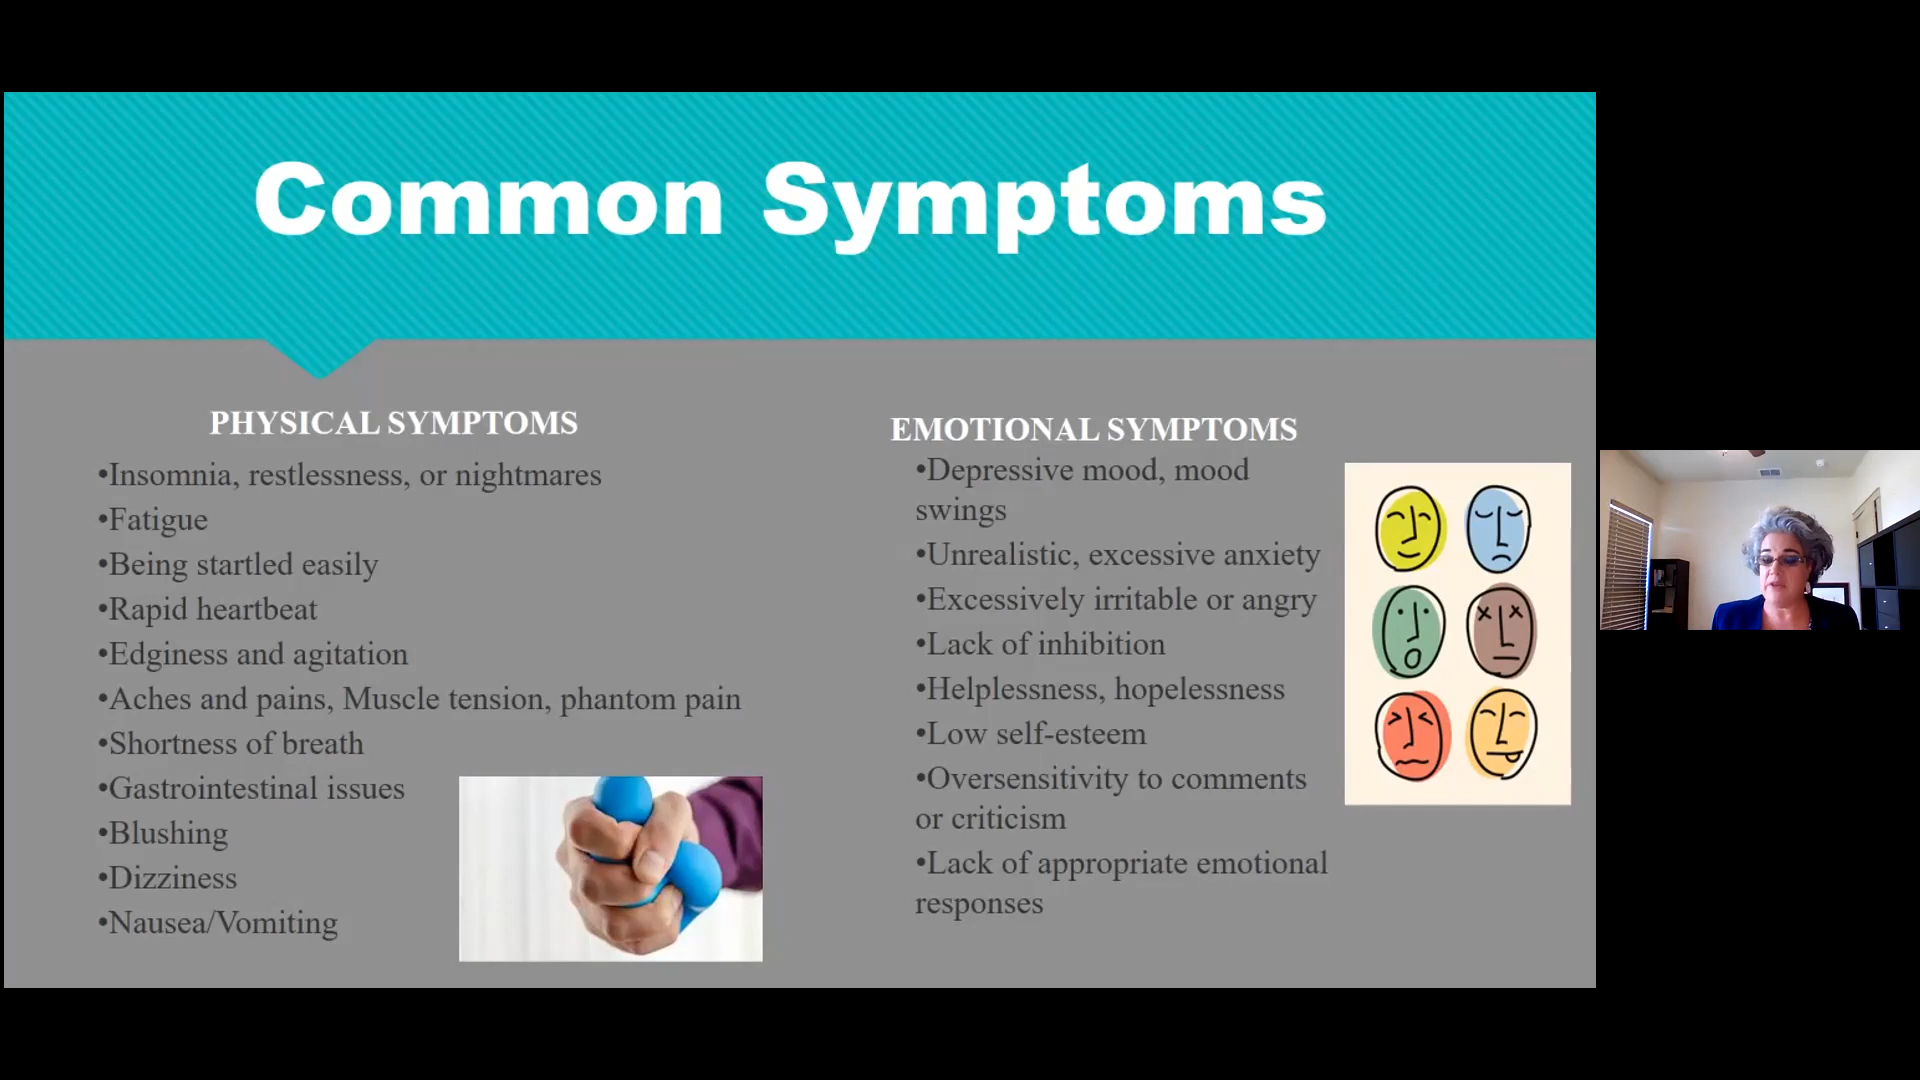 Common Symptoms
PHYSICAL SYMPTOMS
•Insomnia, restlessness, or nightmares
•Fatigue
•Being startled easily
•Rapid heartbeat
•Edginess and agitation
•Aches and pains, Muscle tension, phantom pain
•Shortness of breath
•Gastrointestinal issues
•Blushing
•Dizziness
•Nausea/Vomiting
EMOTIONAL SYMPTOMS
•Depressive mood, mood
swings
•Unrealistic, excessive anxiety
•Excessively irritable or angry
•Lack of inhibition
•Helplessness, hopelessness
•Low self-esteem
•Oversensitivity to comments
or criticism
•Lack of appropriate emotional
responses